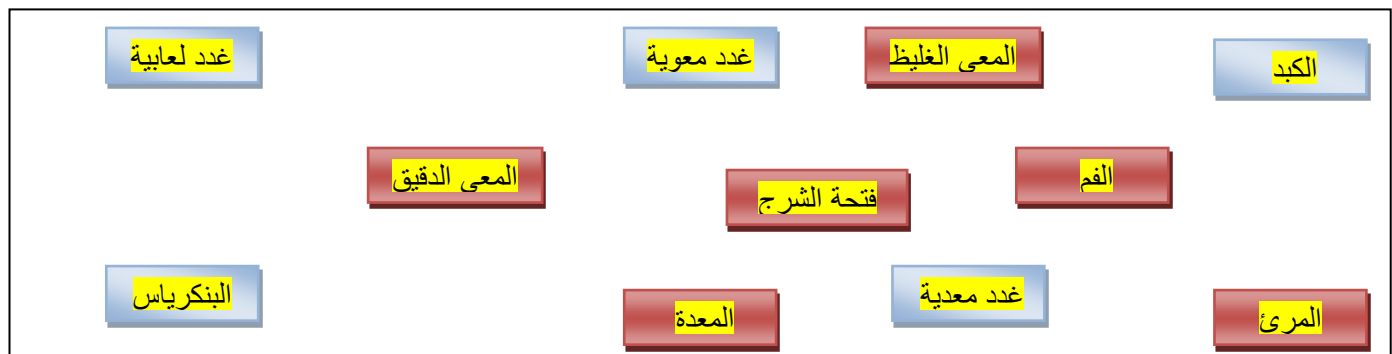 الكبد
المعى الغليظ
غدد معوية
غدد لعابية
الفم
فتحة الشرج
المعى الدقيق
المرئ
غدد معدية
المعدة
البنكرياس